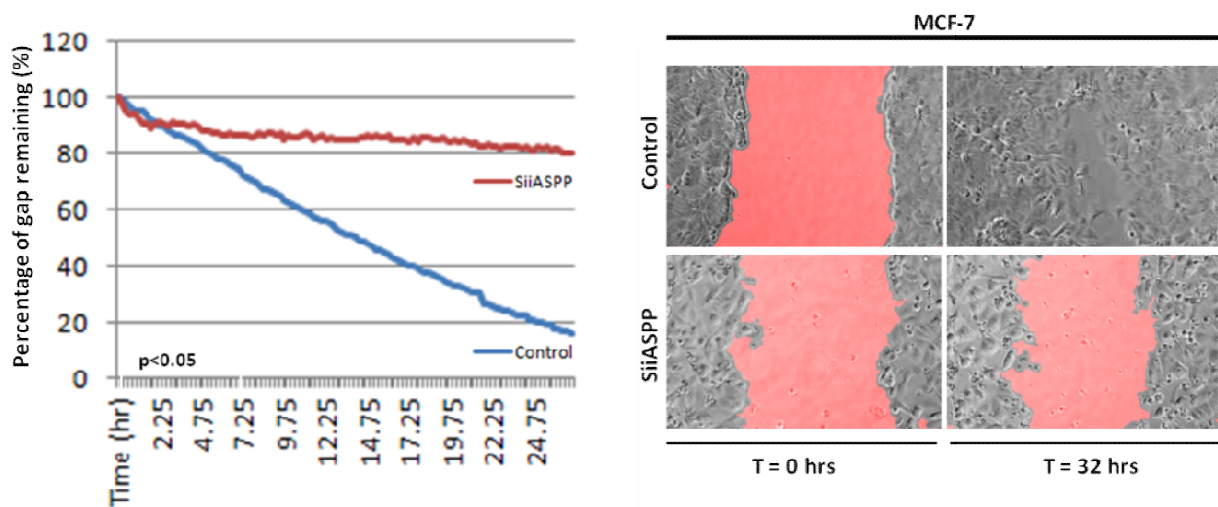 Percentage of gap remaining (%)
120
100
80
60
40
20
0
SiiASPP
Control
p<0.05
Time (hr)
2.25
4.75
7.25
9.75
12.25
14.75
17.25
19.75
22.25
24.75
MCF-7
Control
SiiASPP
T = 0 hrs
T = 32 hrs